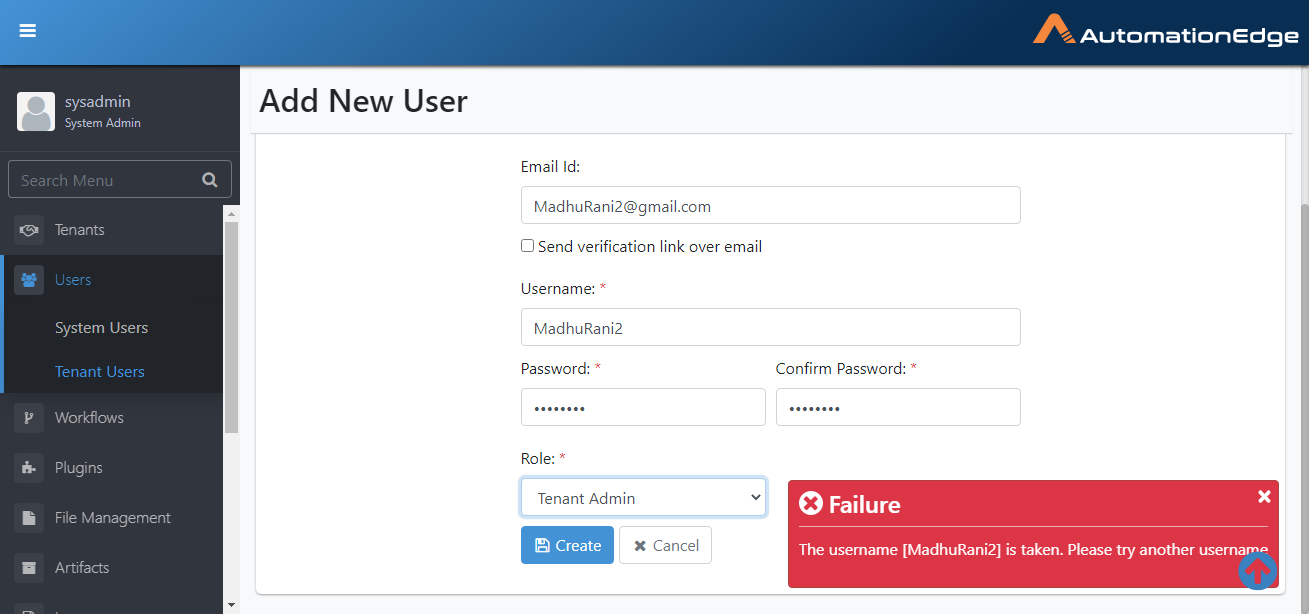 AutomationEdge
sysadmin
System Admin
Search Menu
Tenants
Users
System Users
Tenant Users
Workflows
Plugins
File Management
Artifacts
Add New User
Email Id:
MadhuRani2@gmail.com
Send verification link over email
Username: *
MadhuRani2
Password: * Confirm Password: *
•••••••• ••••••••
Role: *
Tenant Admin
Create Cancel
Failure
The username [MadhuRani2] is taken. Please try another username